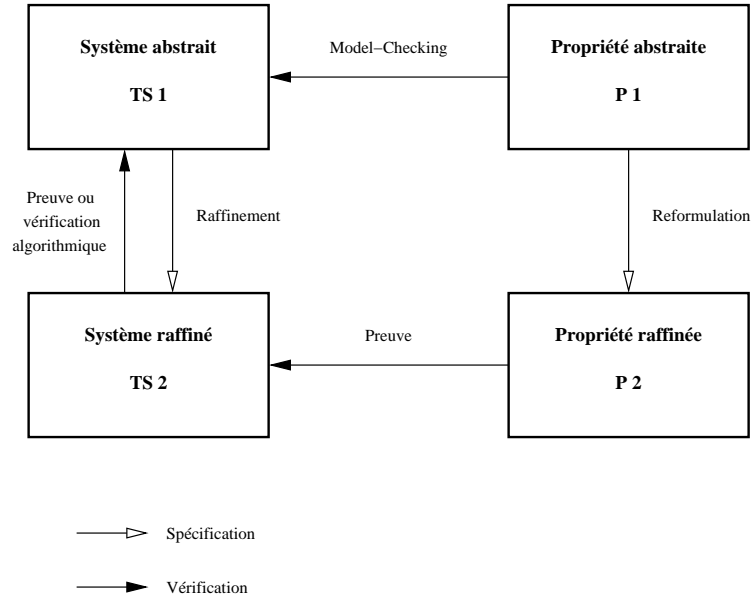 Système abstrait
TS 1
Model−Checking
Propriété abstraite
P 1
Preuve ou
vérification
algorithmique
Raffinement
Reformulation
Système raffiné
TS 2
Preuve
Propriété raffinée
P 2
Spécification
Vérification